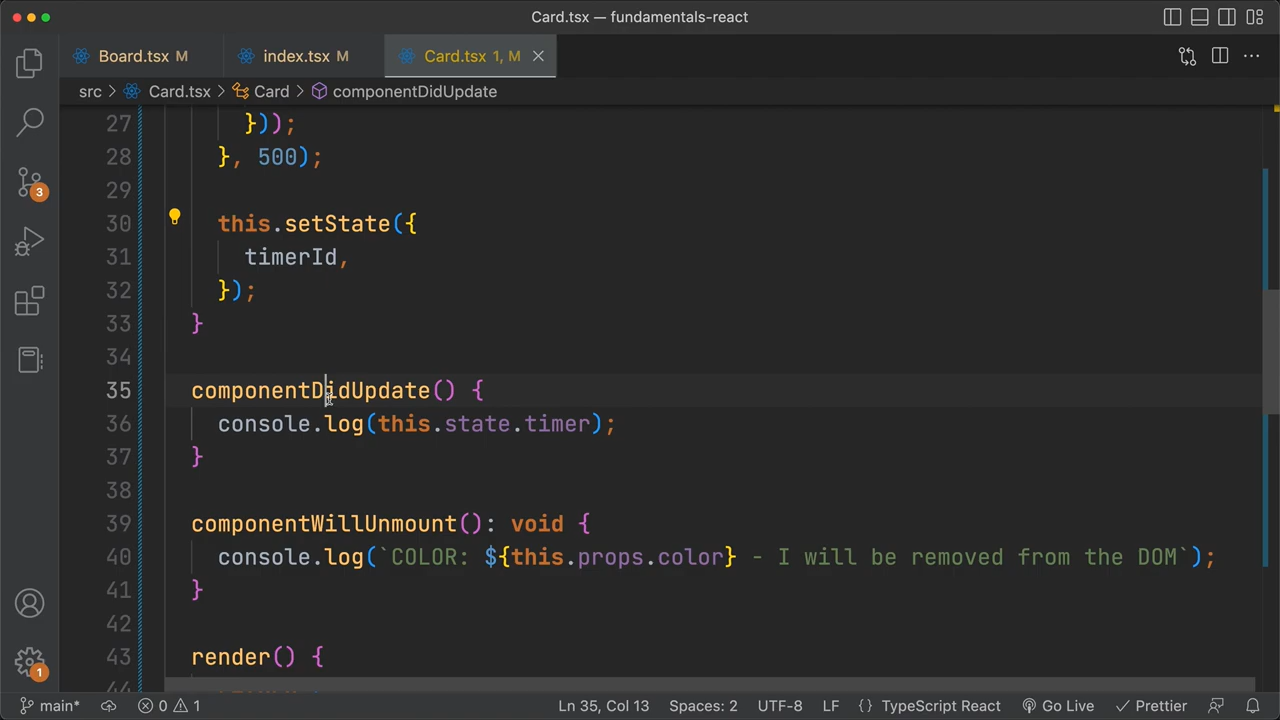 Card.tsx — fundamentals-react
Board.tsx M
index.tsx M
Card.tsx 1, M
src > Card.tsx > Card > componentDidUpdate
27 }));
28 }, 500);
29
30 this.setState({
31 timerId,
32 });
33 }
34
35 componentDidUpdate() {
36 console.log(this.state.timer);
37 }
38
39 componentWillUnmount(): void {
40 console.log(`COLOR: ${this.props.color} - I will be removed from the DOM`);
41 }
42
43 render() {
44
3
1
main* 0 1 Ln 35, Col 13 Spaces: 2 UTF-8 LF {} TypeScript React Go Live Prettier